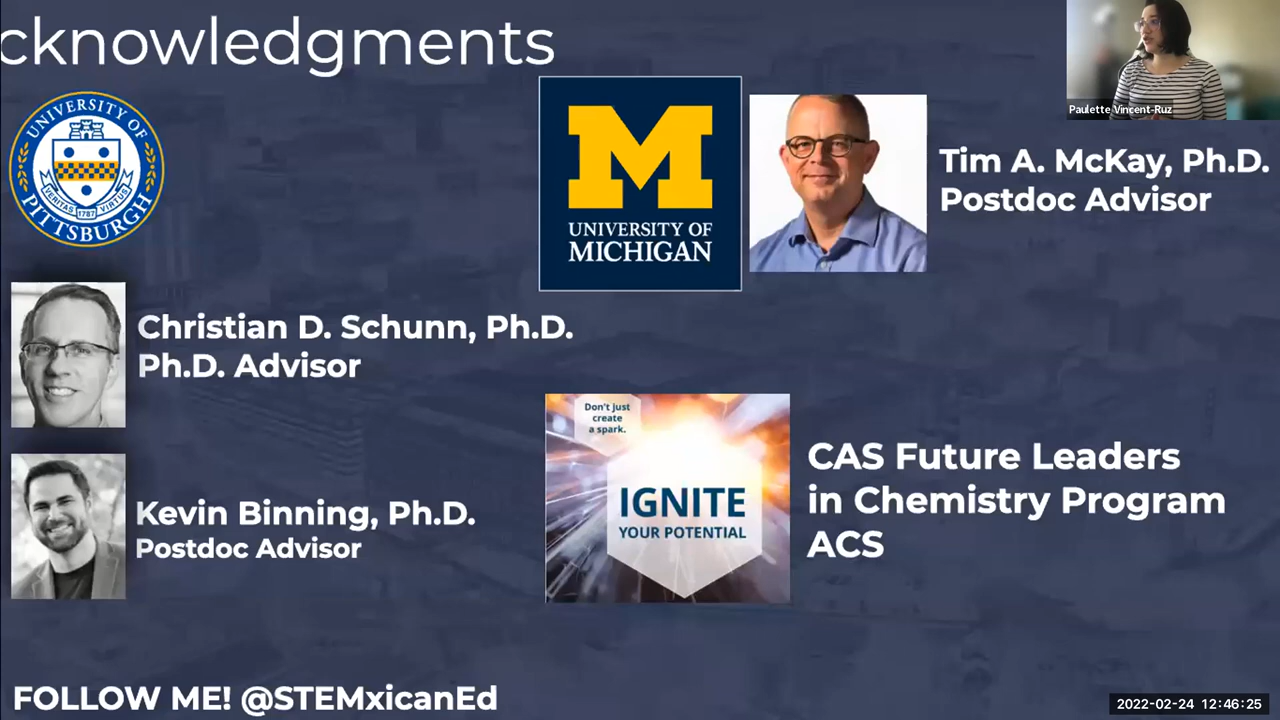 cknowledgments
UNIVERSITY OF
PITTSBURGH
VERITAS 1787 VIRTUS
Christian D. Schunn, Ph.D.
Ph.D. Advisor
Kevin Binning, Ph.D.
Postdoc Advisor
M
UNIVERSITY OF
MICHIGAN
Tim A. McKay, Ph.D.
Postdoc Advisor
Don't just
create
a spark.
IGNITE
YOUR POTENTIAL
CAS Future Leaders
in Chemistry Program
ACS
FOLLOW ME! @STEMxicanEd
Paulette Vincent-Ruz
2022-02-24 12:46:25